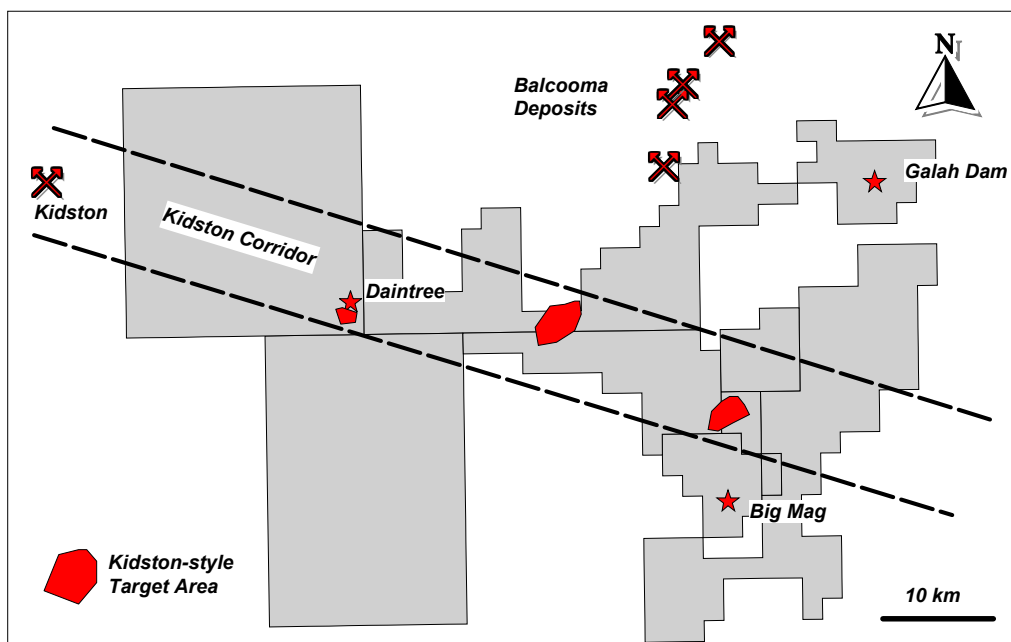 N
Balcooma
Deposits
Galah Dam
Kidston
Kidston Corridor
Daintree
Big Mag
Kidston-style
Target Area
10 km